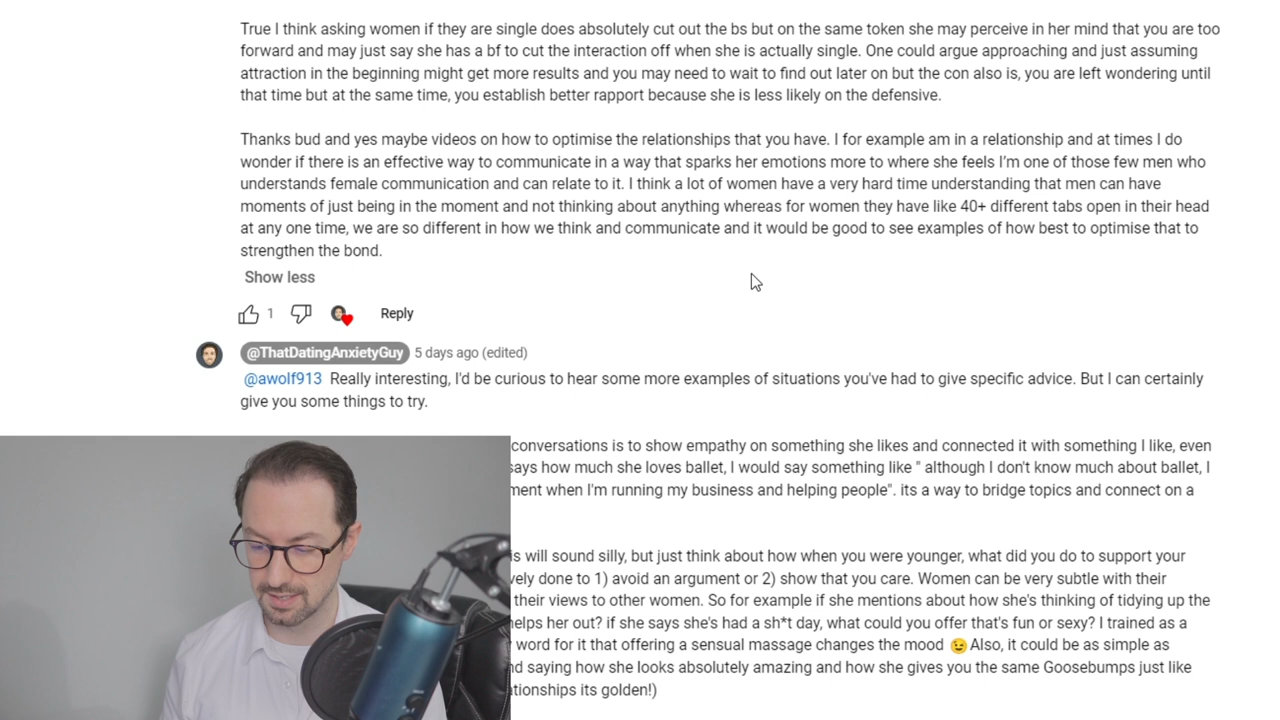 True I think asking women if they are single does absolutely cut out the bs but on the same token she may perceive in her mind that you are too
forward and may just say she has a bf to cut the interaction off when she is actually single. One could argue approaching and just assuming
attraction in the beginning might get more results and you may need to wait to find out later on but the con also is, you are left wondering until
that time but at the same time, you establish better rapport because she is less likely on the defensive.
Thanks bud and yes maybe videos on how to optimise the relationships that you have. I for example am in a relationship and at times I do
wonder if there is an effective way to communicate in a way that sparks her emotions more to where she feels I'm one of those few men who
understands female communication and can relate to it. I think a lot of women have a very hard time understanding that men can have
moments of just being in the moment and not thinking about anything whereas for women they have like 40+ different tabs open in their head
at any one time, we are so different in how we think and communicate and it would be good to see examples of how best to optimise that to
strengthen the bond.
Show less
1 Reply
@ThatDatingAnxietyGuy 5 days ago (edited)
@awolf913 Really interesting, I'd be curious to hear some more examples of situations you've had to give specific advice. But I can certainly
give you some things to try.
conversations is to show empathy on something she likes and connected it with something I like, even
says how much she loves ballet, I would say something like " although I don't know much about ballet, I
when I'm running my business and helping people". its a way to bridge topics and connect on a
will sound silly, but just think about how when you were younger, what did you do to support your
done to 1) avoid an argument or 2) show that you care. Women can be very subtle with their
their views to other women. So for example if she mentions about how she's thinking of tidying up the
helps her out? if she says she's had a sh*t day, what could you offer that's fun or sexy? I trained as a
word for it that offering a sensual massage changes the mood 😉 Also, it could be as simple as
saying how she looks absolutely amazing and how she gives you the same Goosebumps just like
its golden!)